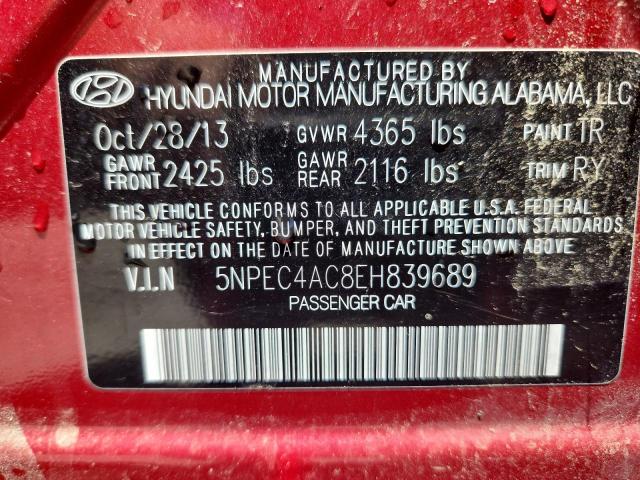 MANUFACTURED BY
HYUNDAI MOTOR MANUFACTURING ALABAMA, LLC
Oct/28/13 GVWR 4365 lbs PAINT TR
GAWR FRONT 2425 lbs GAWR REAR 2116 lbs TRIM RY
THIS VEHICLE CONFORMS TO ALL APPLICABLE U.S.A. FEDERAL
MOTOR VEHICLE SAFETY, BUMPER, AND THEFT PREVENTION STANDARDS
IN EFFECT ON THE DATE OF MANUFACTURE SHOWN ABOVE
V.I.N 5NPEC4AC8EH839689
PASSENGER CAR